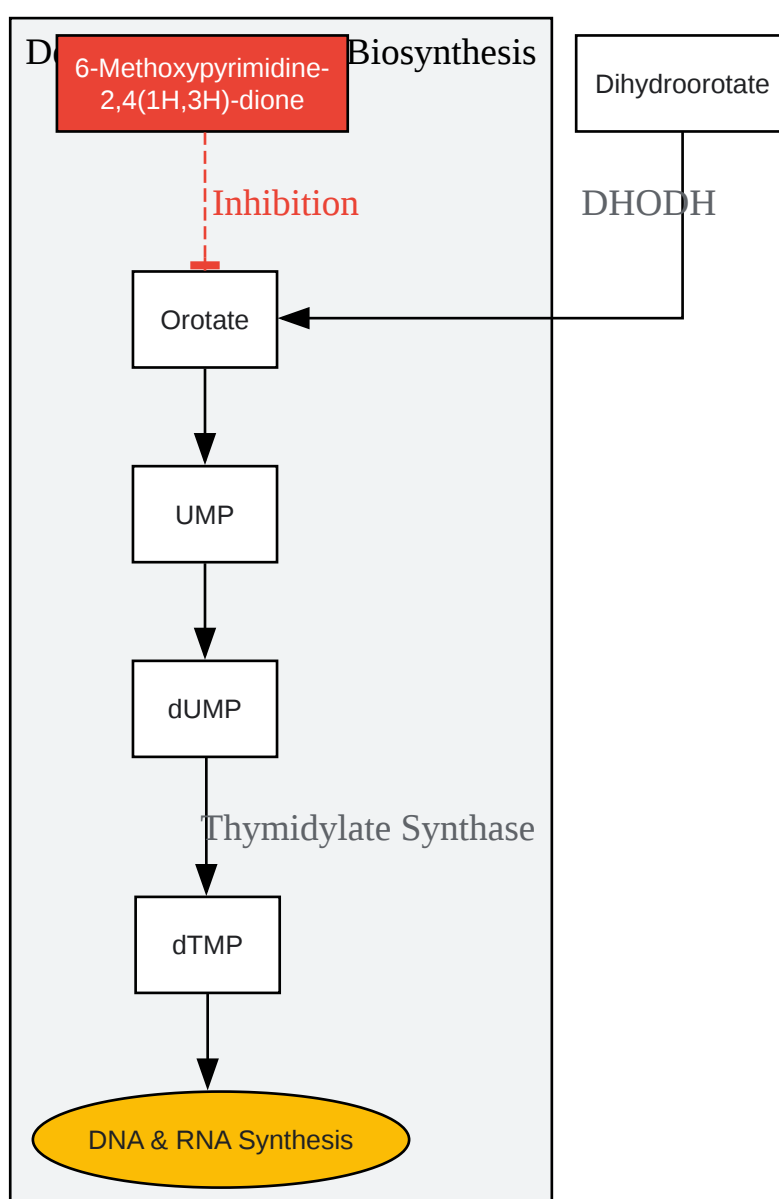 Biosynthesis
6-Methoxypyrimidine-
2,4(1H,3H)-dione
Dihydroorotate
Inhibition
DHODH
Orotate
UMP
dUMP
Thymidylate Synthase
dTMP
DNA & RNA Synthesis